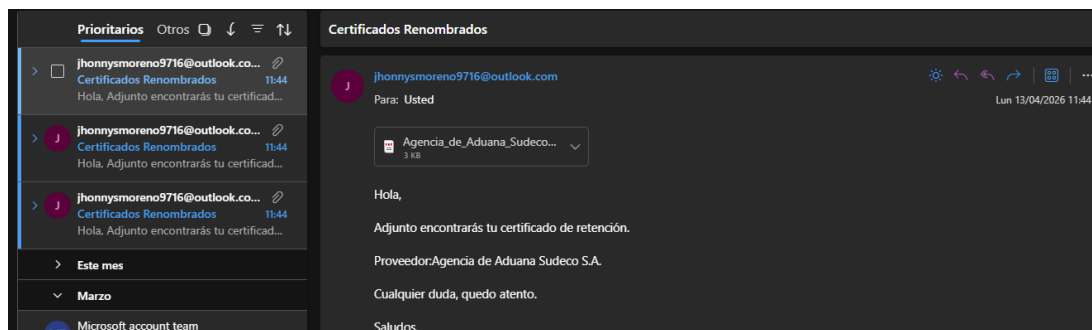 Prioritarios Otros
jhonnysmoreno9716@outlook.co...
Certificados Renombrados 11:44
Hola, Adjunto encontrarás tu certificad...
J
jhonnysmoreno9716@outlook.co...
Certificados Renombrados 11:44
Hola, Adjunto encontrarás tu certificad...
J
jhonnysmoreno9716@outlook.co...
Certificados Renombrados 11:44
Hola, Adjunto encontrarás tu certificad...
Este mes
Marzo
Microsoft account team
Certificados Renombrados
J
jhonnysmoreno9716@outlook.com
Para: Usted
Lun 13/04/2026 11:44
Agencia_de_Aduana_Sudeco...
3 KB
Hola,
Adjunto encontrarás tu certificado de retención.
Proveedor:Agencia de Aduana Sudeco S.A.
Cualquier duda, quedo atento.
Saludos